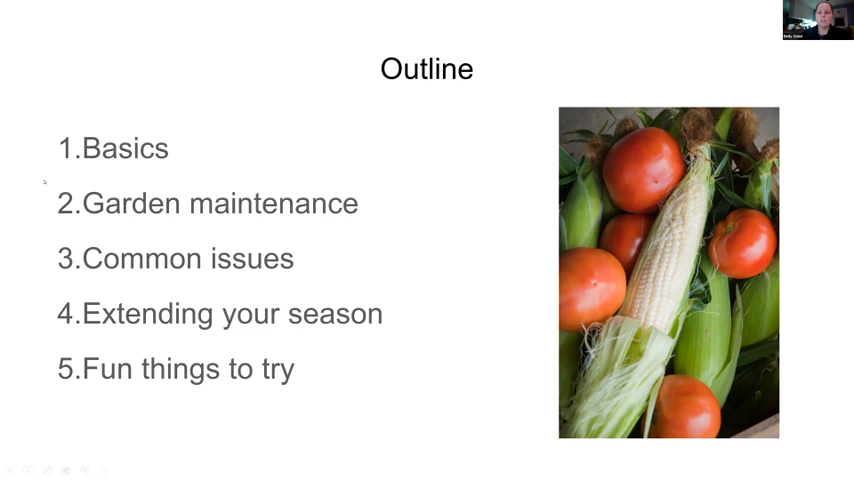 Outline
1.Basics
2.Garden maintenance
3.Common issues
4.Extending your season
5.Fun things to try